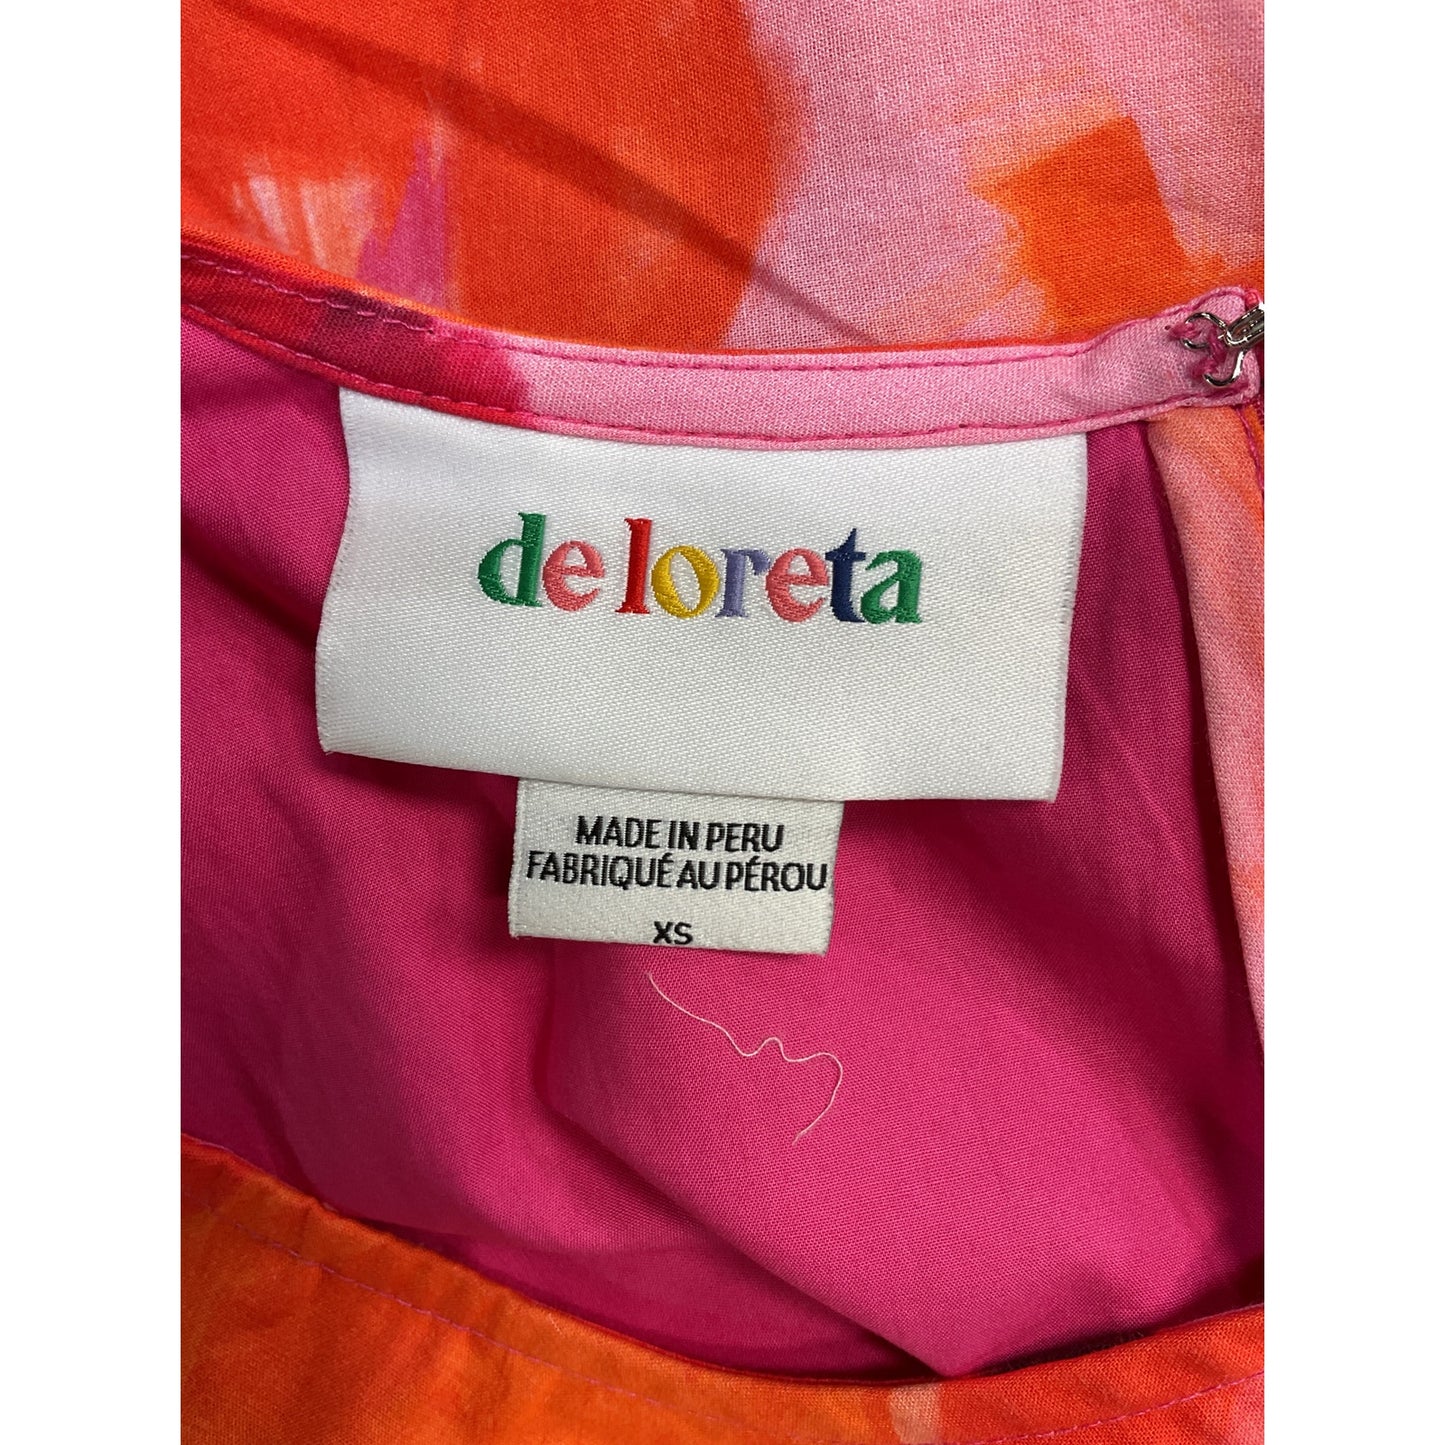 de loreta
MADE IN PERU
FABRIQUÉ AU PÉROU
XS